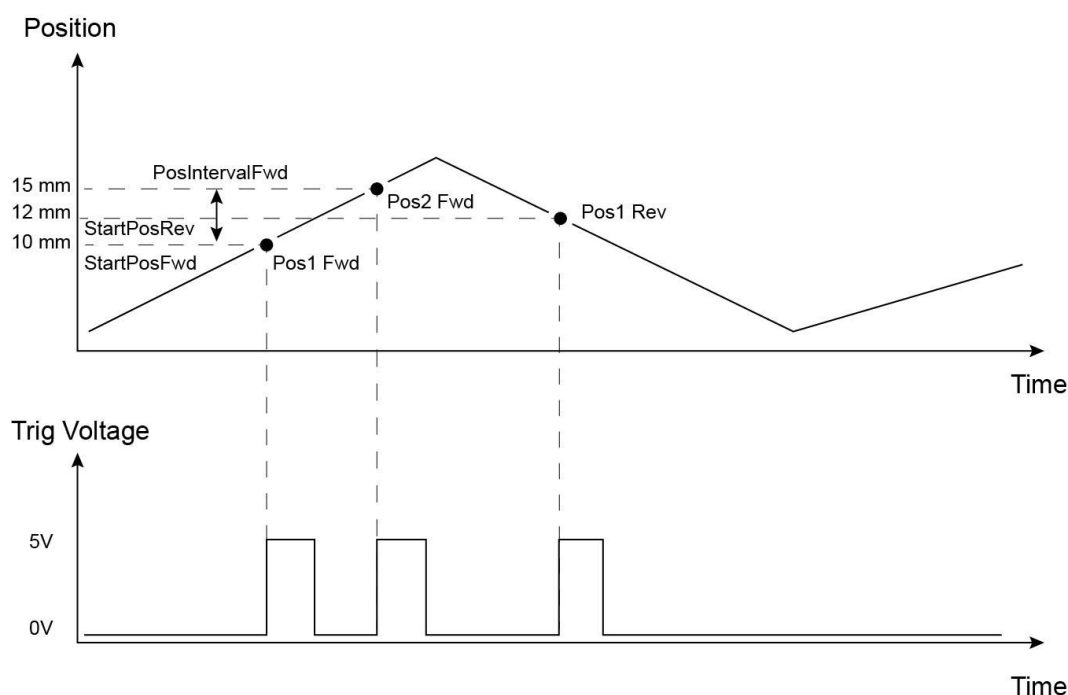 Position
PosIntervalFwd
15 mm
Pos2 Fwd
12 mm
Pos1 Rev
StartPosRev
10 mm
StartPosFwd
Pos1 Fwd
Time
Trig Voltage
5V
0V
Time